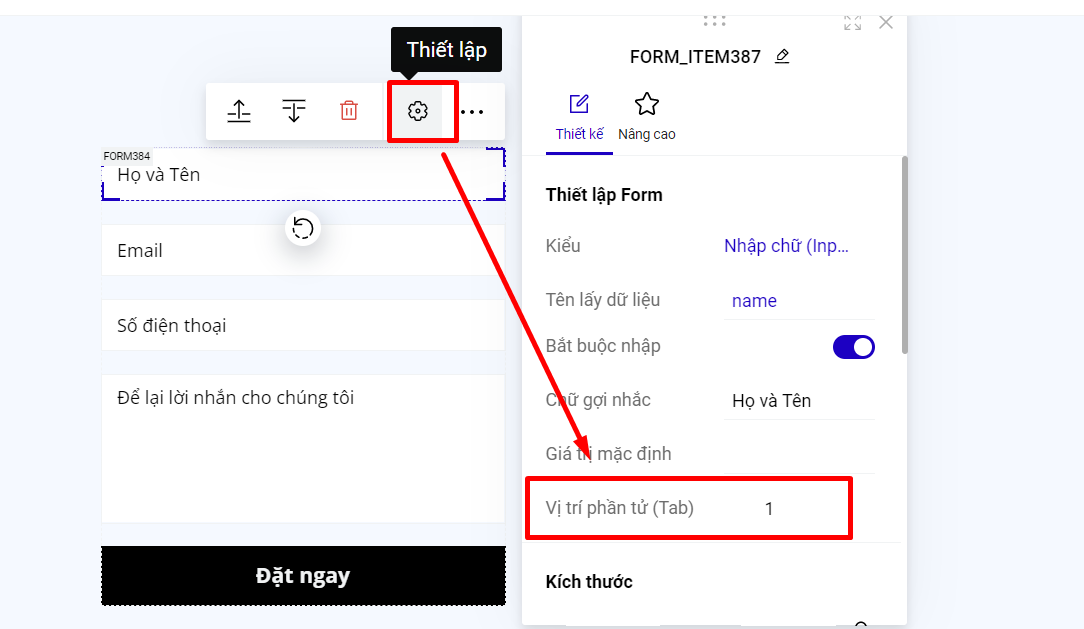 Thiết lập
FORM384
Họ và Tên
Email
Số điện thoại
Để lại lời nhắn cho chúng tôi
Đặt ngay
FORM_ITEM387
Thiết kế
Nâng cao
Thiết lập Form
Kiểu
Nhập chữ (Inp...
Tên lấy dữ liệu
name
Bắt buộc nhập
Chữ gợi nhắc
Họ và Tên
Giá trị mặc định
Vị trí phần tử (Tab)
1
Kích thước